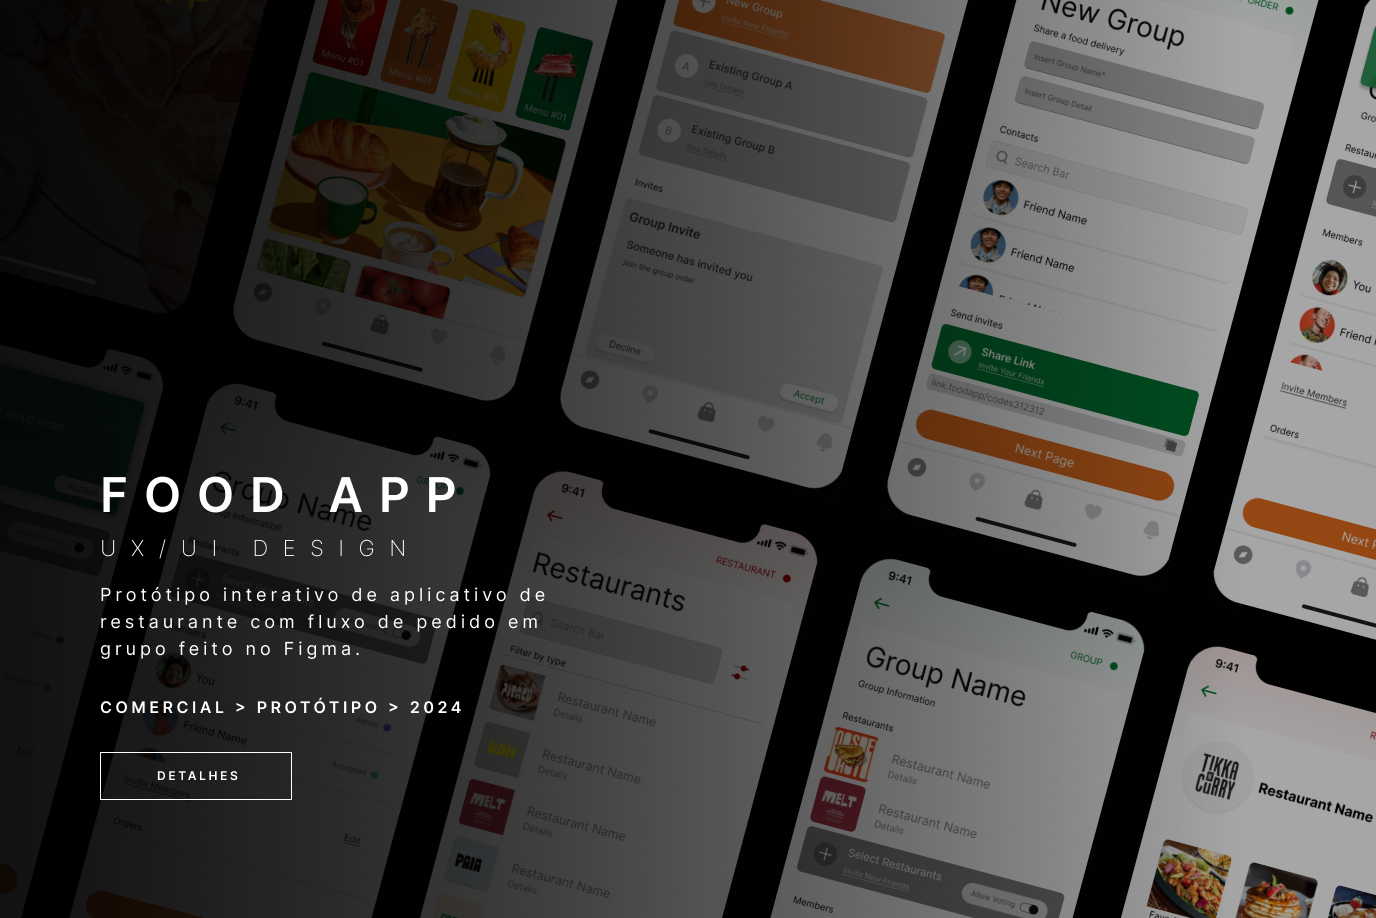 FOOD APP
UX/UI DESIGN
Protótipo interativo de aplicativo de
restaurante com fluxo de pedido em
grupo feito no Figma.
COMERCIAL > PROTÓTIPO > 2024
DETALHES
Menu #01
Menu #01
Menu #01
Menu #01
New Group
Invite New Friends
A
Existing Group A
See Details
B
Existing Group B
See Details
Invites
Group Invite
Someone has invited you
Join the group order
Decline
Accept
ORDER
New Group
Share a food delivery
Insert Group Name*
Insert Group Detail
Contacts
Search Bar
Friend Name
Friend Name
Send invites
Share Link
Invite Your Friends
link.foodapp/codes312312
Next Page
Members
You
Friend
Invite Members
Orders
Next
9:41
Group Name
Group Information
Restaurants
You
Friend Name
Admin
Accepted
Invite Members
Orders
Edit
Admin
Accepted
Edit
9:41
RESTAURANT
Restaurants
Search Bar
Filter by type
Restaurant Name
Details
MELT
Restaurant Name
Details
Restaurant Name
Details
PAIA
Restaurant Name
Details
9:41
GROUP
Group Name
Group Information
Restaurants
Restaurant Name
Details
MELT
Restaurant Name
Details
Select Restaurants
Invite New Friends
Allow Voting
Members
9:41
TIKKA
CURRY
Restaurant Name